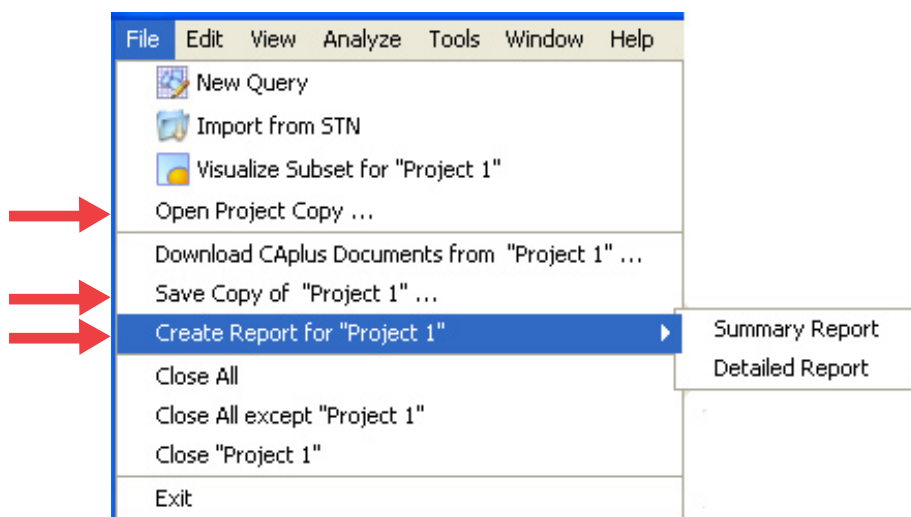 File Edit View Analyze Tools Window Help
New Query
Import from STN
Visualize Subset for "Project 1"
Open Project Copy ...
Download CAplus Documents from "Project 1" ...
Save Copy of "Project 1" ...
Create Report for "Project 1"
Summary Report
Detailed Report
Close All
Close All except "Project 1"
Close "Project 1"
Exit